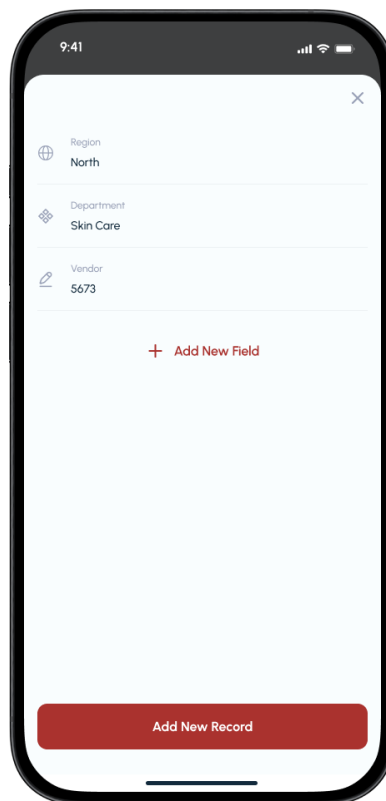 9:41
Region
North
Department
Skin Care
Vendor
5673
Add New Field
Add New Record